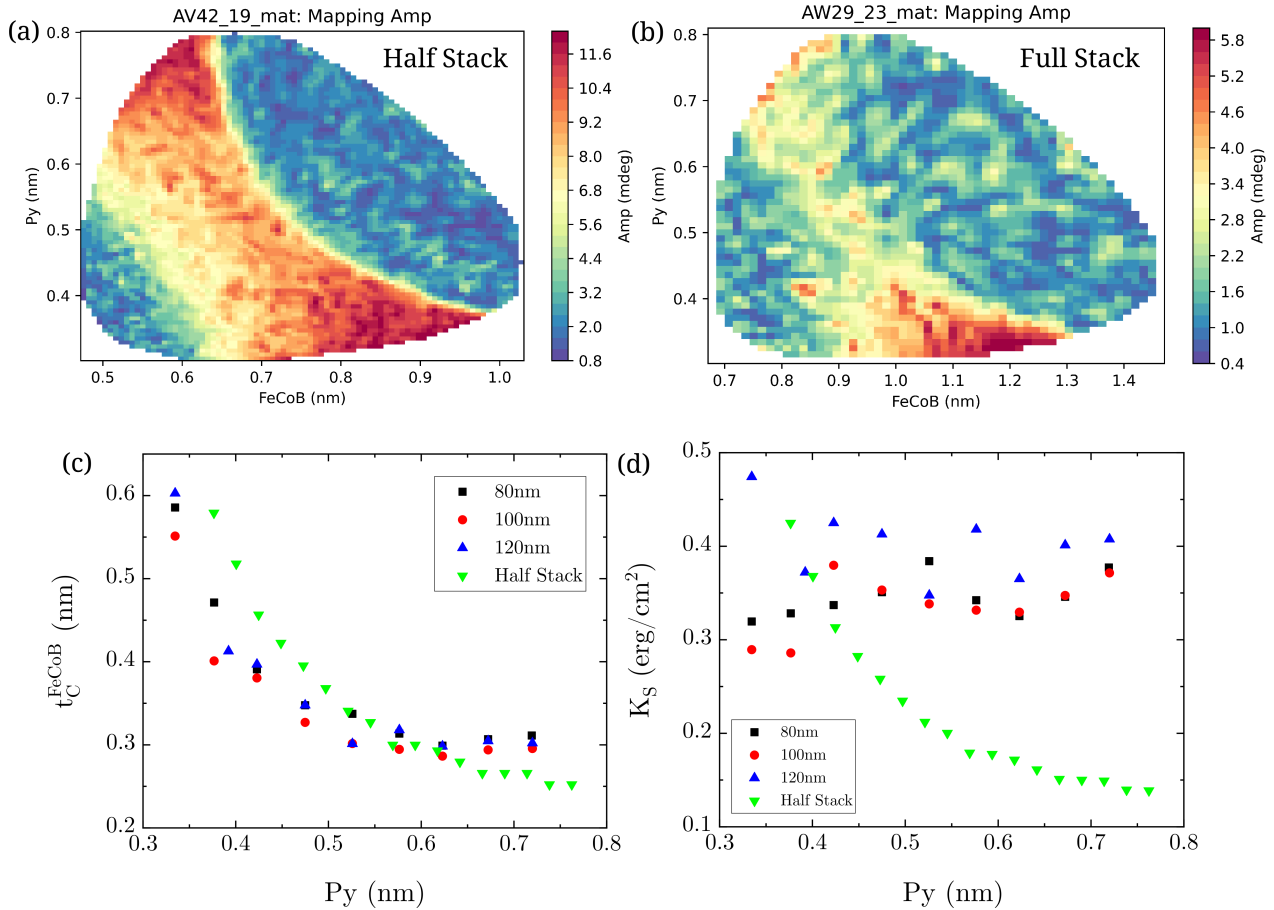 (a)
AV42_19_mat: Mapping Amp
Half Stack
0.8
0.7
0.6
0.5
0.4
Py (nm)
0.5 0.6 0.7 0.8 0.9 1.0
FeCoB (nm)
11.6
10.4
9.2
8.0
6.8
5.6
4.4
3.2
2.0
0.8
Amp (mdeg)
(b)
AW29_23_mat: Mapping Amp
Full Stack
0.8
0.7
0.6
0.5
0.4
Py (nm)
0.7 0.8 0.9 1.0 1.1 1.2 1.3 1.4
FeCoB (nm)
5.8
5.2
4.6
4.0
3.4
2.8
2.2
1.6
1.0
0.4
Amp (mdeg)
(c)
80nm
100nm
120nm
Half Stack
0.6
0.5
0.4
0.3
0.2
t_C^FeCoB (nm)
0.3 0.4 0.5 0.6 0.7 0.8
Py (nm)
(d)
0.5
0.4
0.3
0.2
0.1
K_S (erg/cm²)
80nm
100nm
120nm
Half Stack
0.3 0.4 0.5 0.6 0.7 0.8
Py (nm)